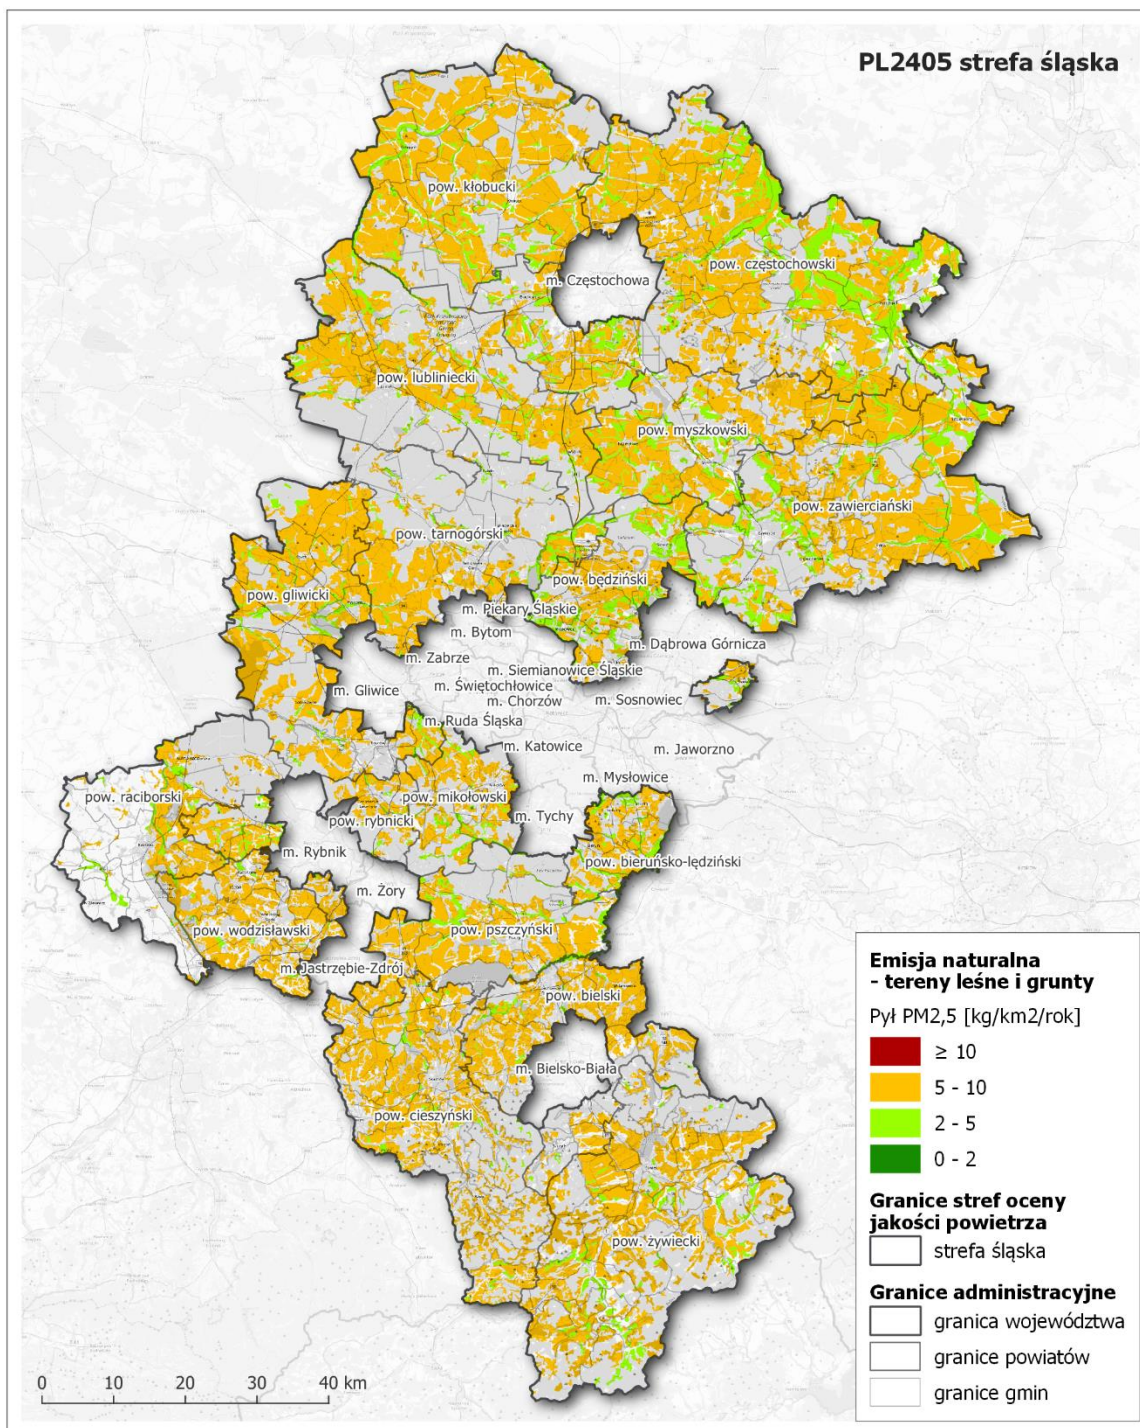 PL2405 strefa śląska
pow. kłobucki
pow. częstochowski
m. Częstochowa
pow. lubliniecki
pow. myszkowski
pow. zawierciański
pow. tarnogórski
pow. będziński
pow. gliwicki
m. Piekary Śląskie
m. Bytom
m. Dąbrowa Górnicza
m. Zabrze
m. Siemianowice Śląskie
m. Świętochłowice
m. Gliwice
m. Chorzów
m. Sosnowiec
m. Ruda Śląska
m. Katowice
m. Jaworzno
m. Mysłowice
pow. raciborski
pow. mikołowski
m. Tychy
pow. rybnicki
m. Rybnik
pow. bieruńsko-lędziński
m. Żory
pow. wodzisławski
pow. pszczyński
m. Jastrzębie-Zdrój
pow. bielski
m. Bielsko-Biała
pow. cieszyński
pow. żywiecki
Emisja naturalna
- tereny leśne i grunty
Pył PM2,5 [kg/km2/rok]
≥ 10
5 - 10
2 - 5
0 - 2
Granice stref oceny
jakości powietrza
strefa śląska
Granice administracyjne
granica województwa
granice powiatów
granice gmin
0 10 20 30 40 km